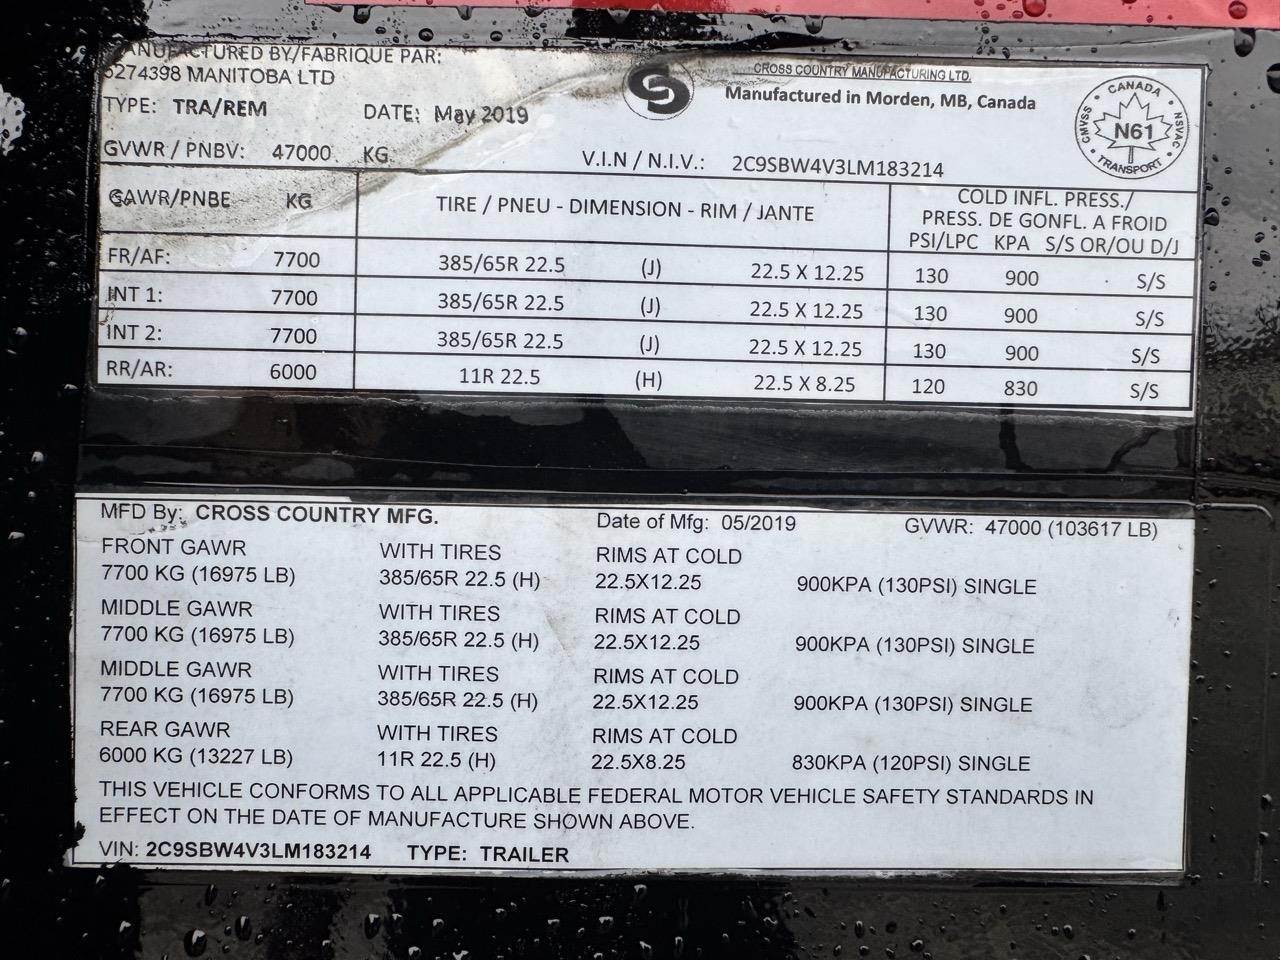 MANUFACTURED BY/FABRIQUE PAR:
5274398 MANITOBA LTD
CROSS COUNTRY MANUFACTURING LTD.
Manufactured in Morden, MB, Canada
CANADA
CMVSS N61 NSVAC
TRANSPORT
TYPE: TRA/REM DATE: May 2019
GVWR / PNBV: 47000 KG V.I.N / N.I.V.: 2C9SBW4V3LM183214
GAWR/PNBE KG TIRE / PNEU - DIMENSION - RIM / JANTE COLD INFL. PRESS./
PRESS. DE GONFL. A FROID
PSI/LPC KPA S/S OR/OU D/J
FR/AF: 7700 385/65R 22.5 (J) 22.5 X 12.25 130 900 S/S
INT 1: 7700 385/65R 22.5 (J) 22.5 X 12.25 130 900 S/S
INT 2: 7700 385/65R 22.5 (J) 22.5 X 12.25 130 900 S/S
RR/AR: 6000 11R 22.5 (H) 22.5 X 8.25 120 830 S/S
MFD By: CROSS COUNTRY MFG. Date of Mfg: 05/2019 GVWR: 47000 (103617 LB)
FRONT GAWR WITH TIRES RIMS AT COLD
7700 KG (16975 LB) 385/65R 22.5 (H) 22.5X12.25 900KPA (130PSI) SINGLE
MIDDLE GAWR WITH TIRES RIMS AT COLD
7700 KG (16975 LB) 385/65R 22.5 (H) 22.5X12.25 900KPA (130PSI) SINGLE
MIDDLE GAWR WITH TIRES RIMS AT COLD
7700 KG (16975 LB) 385/65R 22.5 (H) 22.5X12.25 900KPA (130PSI) SINGLE
REAR GAWR WITH TIRES RIMS AT COLD
6000 KG (13227 LB) 11R 22.5 (H) 22.5X8.25 830KPA (120PSI) SINGLE
THIS VEHICLE CONFORMS TO ALL APPLICABLE FEDERAL MOTOR VEHICLE SAFETY STANDARDS IN
EFFECT ON THE DATE OF MANUFACTURE SHOWN ABOVE.
VIN: 2C9SBW4V3LM183214 TYPE: TRAILER